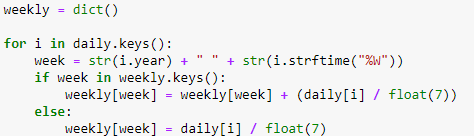 weekly = dict()
for i in daily.keys():
    week = str(i.year) + " " + str(i.strftime("%W"))
    if week in weekly.keys():
        weekly[week] = weekly[week] + (daily[i] / float(7))
    else:
        weekly[week] = daily[i] / float(7)